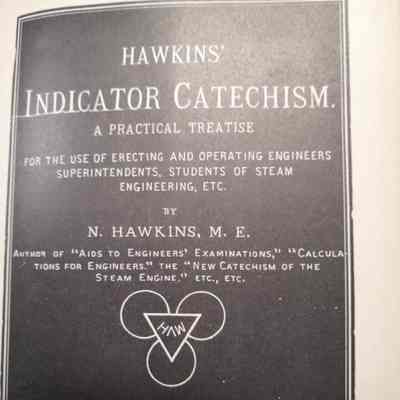 HAWKINS'
INDICATOR CATECHISM.
A PRACTICAL TREATISE
FOR THE USE OF ERECTING AND OPERATING ENGINEERS
SUPERINTENDENTS, STUDENTS OF STEAM
ENGINEERING, ETC.
BY
N. HAWKINS, M. E.
AUTHOR OF "AIDS TO ENGINEERS' EXAMINATIONS," "CALCULA-
TIONS FOR ENGINEERS." THE "NEW CATECHISM OF THE
STEAM ENGINE," ETC., ETC.
HAW